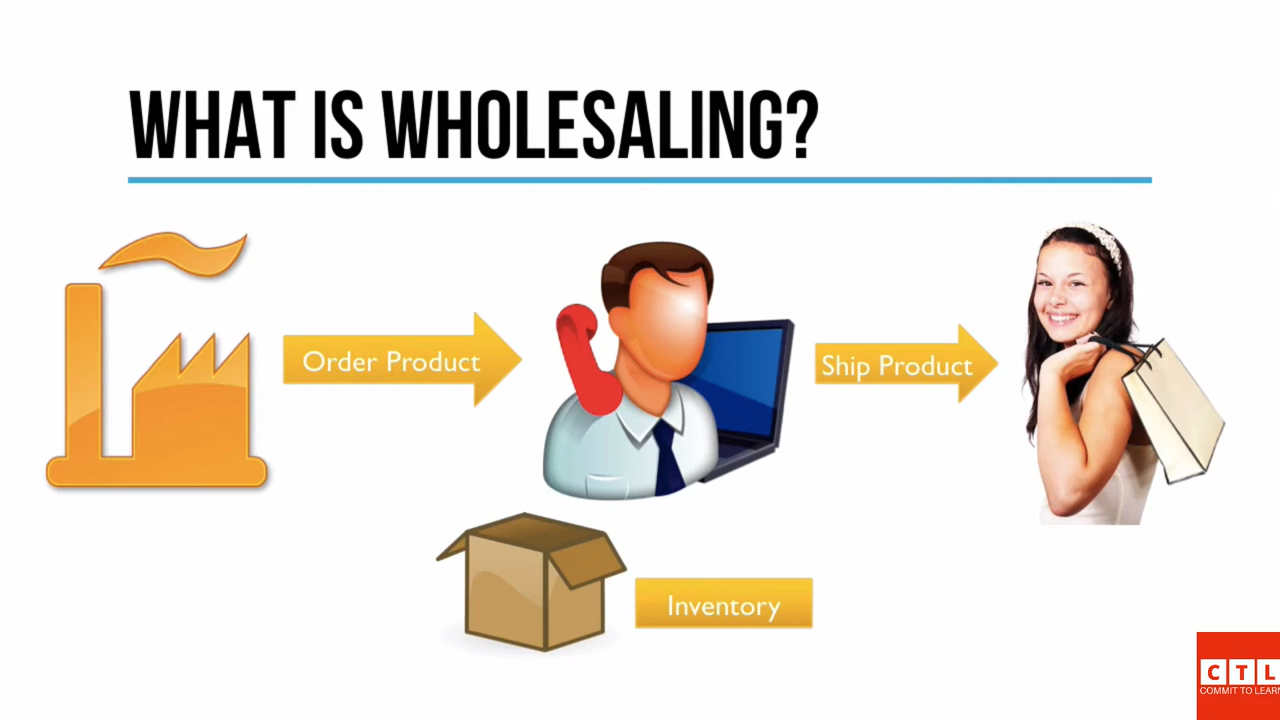 WHAT IS WHOLESALING?
Order Product
Ship Product
Inventory
CTL
COMMIT TO LEARN